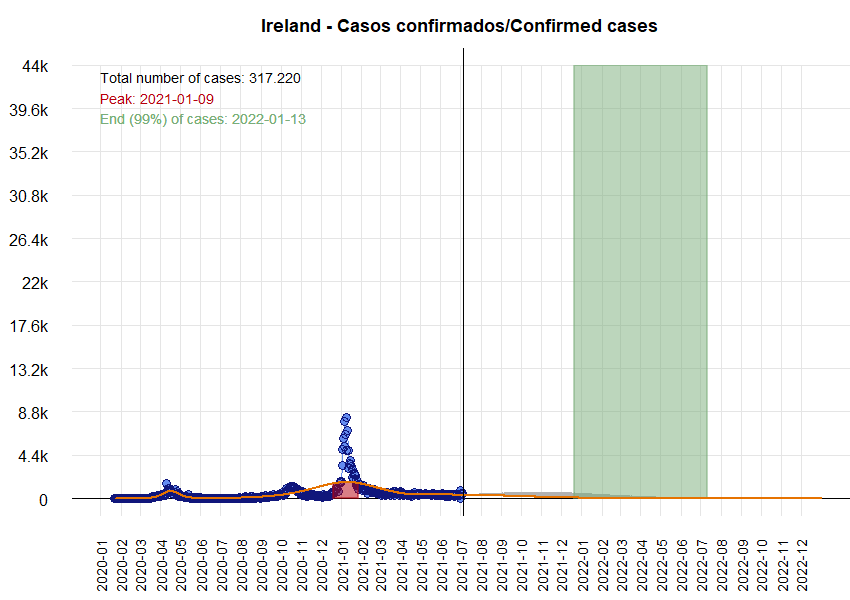 Ireland - Casos confirmados/Confirmed cases
44k
Total number of cases: 317.220
Peak: 2021-01-09
39.6k
End (99%) of cases: 2022-01-13
35.2k
30.8k
26.4k
22k
17.6k
13.2k
8.8k
4.4k
0
2020-01
2020-02
2020-03
2020-04
2020-05
2020-06
2020-07
2020-08
2020-09
2020-10
2020-11
2020-12
2021-01
2021-02
2021-03
2021-04
2021-05
2021-06
2021-07
2021-08
2021-09
2021-10
2021-11
2021-12
2022-01
2022-02
2022-03
2022-04
2022-05
2022-06
2022-07
2022-08
2022-09
2022-10
2022-11
2022-12